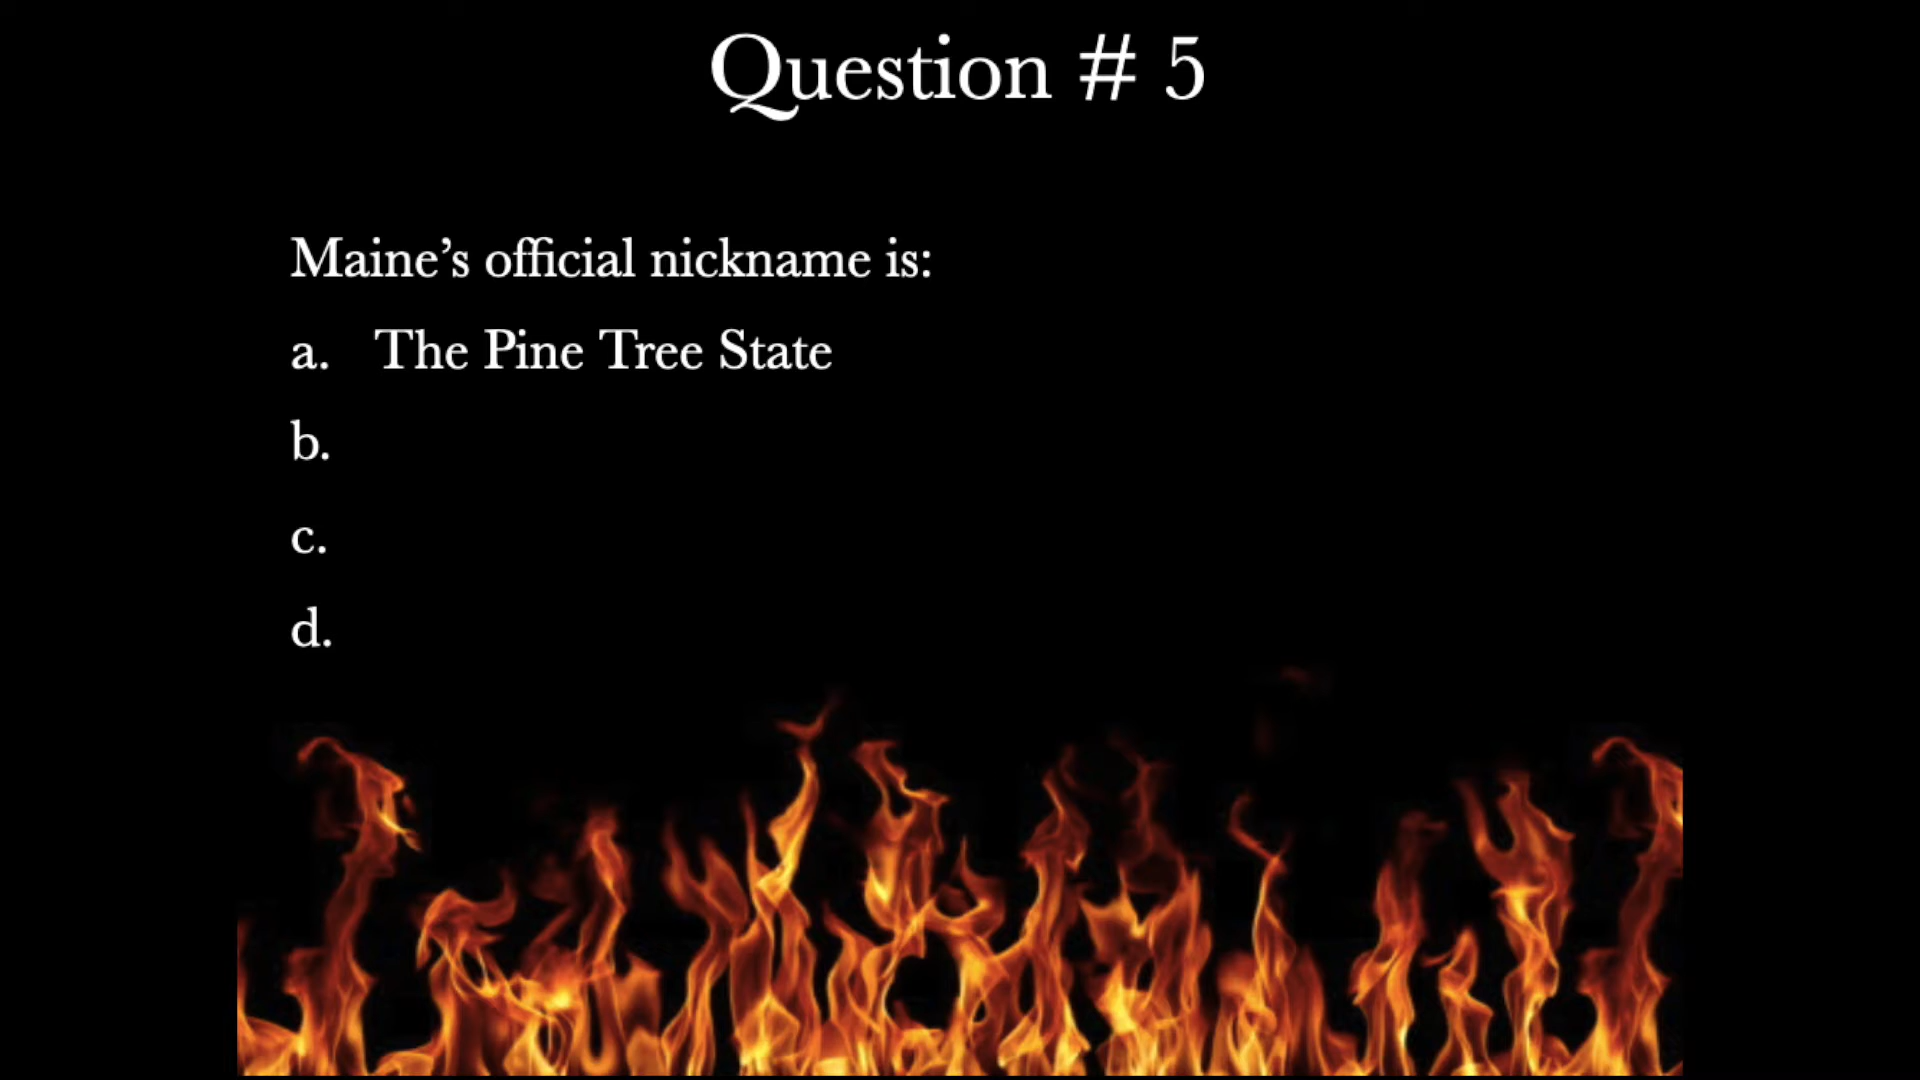 Question # 5
Maine’s official nickname is:
a. The Pine Tree State
b.
c.
d.